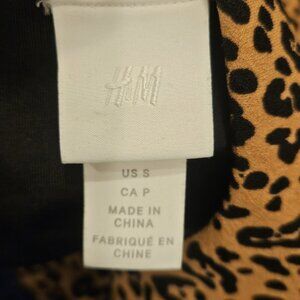 H&M
US S
CA P
MADE IN
CHINA
FABRIQUÉ EN
CHINE